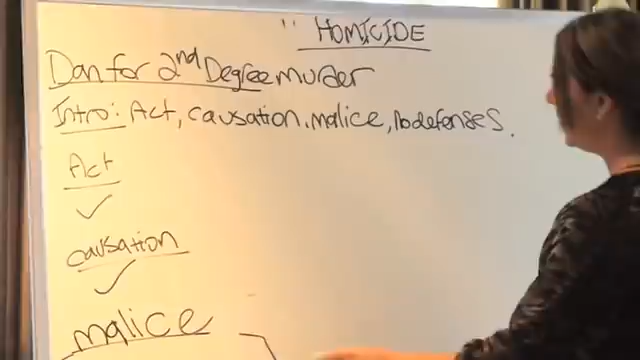 " HOMICIDE
Dan for 2nd Degree murder
Intro: Act, causation, malice, no defenses.
Act
causation
malice